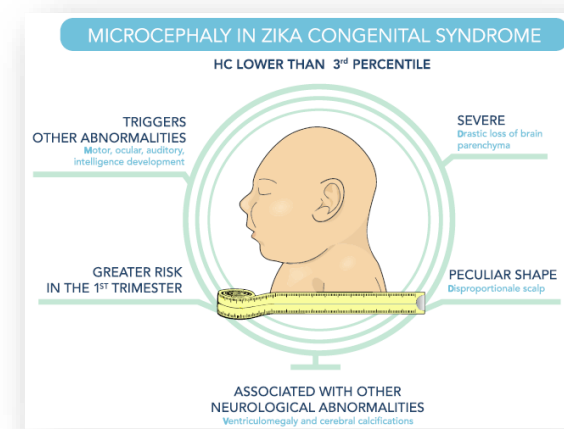 MICROCEPHALY IN ZIKA CONGENITAL SYNDROME
HC LOWER THAN 3rd PERCENTILE
TRIGGERS
OTHER ABNORMALITIES
Motor, ocular, auditory,
intelligence development
SEVERE
Drastic loss of brain
parenchyma
GREATER RISK
IN THE 1ST TRIMESTER
PECULIAR SHAPE
Disproportionale scalp
ASSOCIATED WITH OTHER
NEUROLOGICAL ABNORMALITIES
Ventriculomegaly and cerebral calcifications